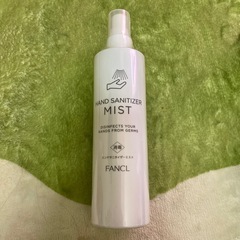 HAND SANITIZER
MIST
DISINFECTS YOUR
HANDS FROM GERMS
FANCL